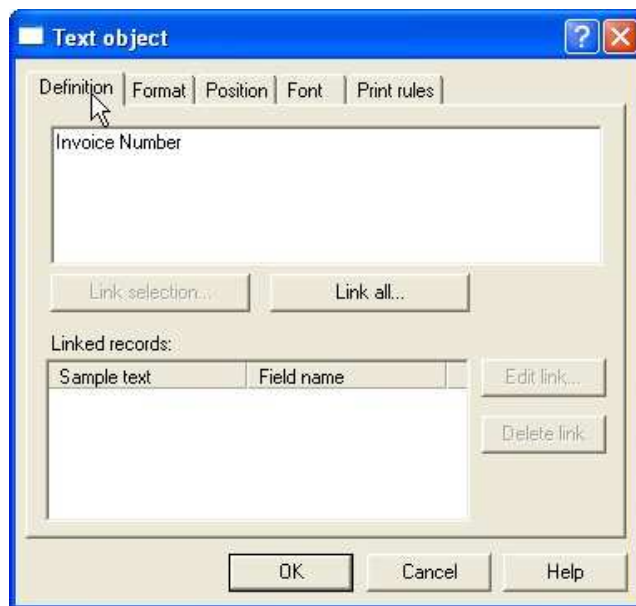 Text object
Definition Format Position Font Print rules
Invoice Number
Link selection... Link all...
Linked records:
Sample text Field name
Edit link...
Delete link
OK Cancel Help